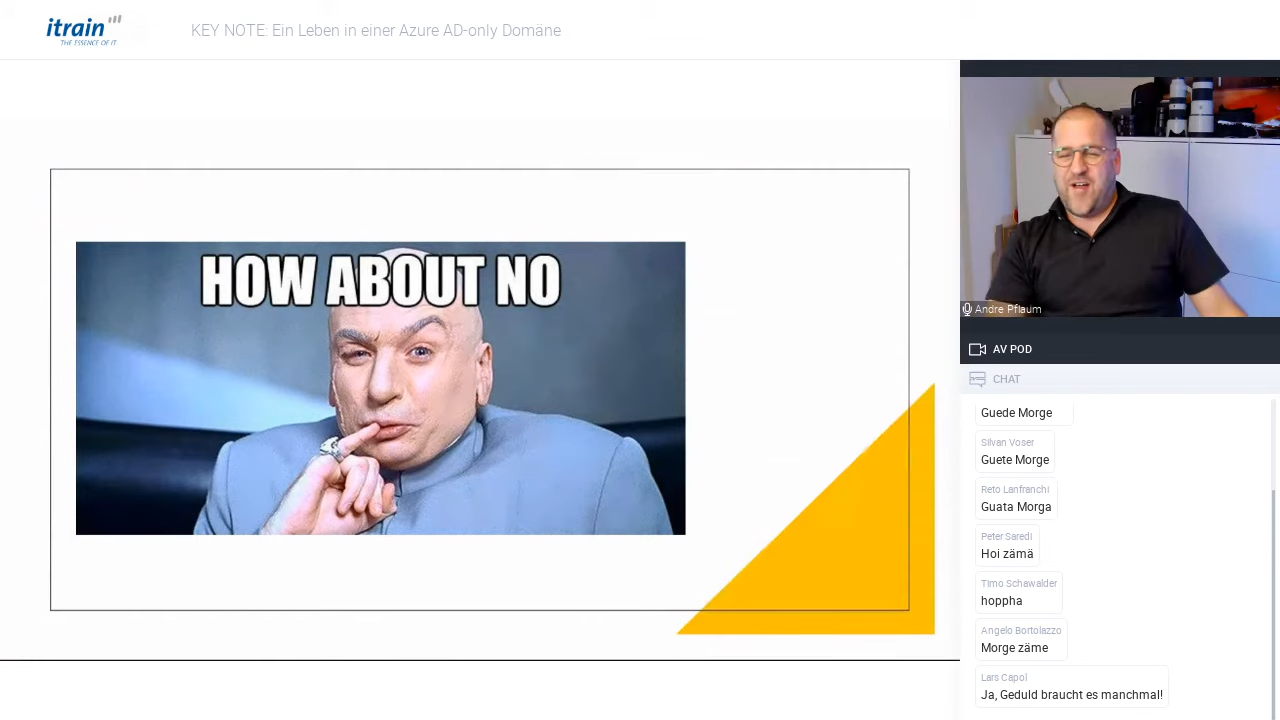 itrain
THE ESSENCE OF IT
KEY NOTE: Ein Leben in einer Azure AD-only Domäne
HOW ABOUT NO
Andre Pflaum
AV POD
CHAT
Guede Morge
Silvan Voser
Guete Morge
Reto Lanfranchi
Guata Morga
Peter Saredi
Hoi zämä
Timo Schawalder
hoppha
Angelo Bortolazzo
Morge zäme
Lars Capol
Ja, Geduld braucht es manchmal!